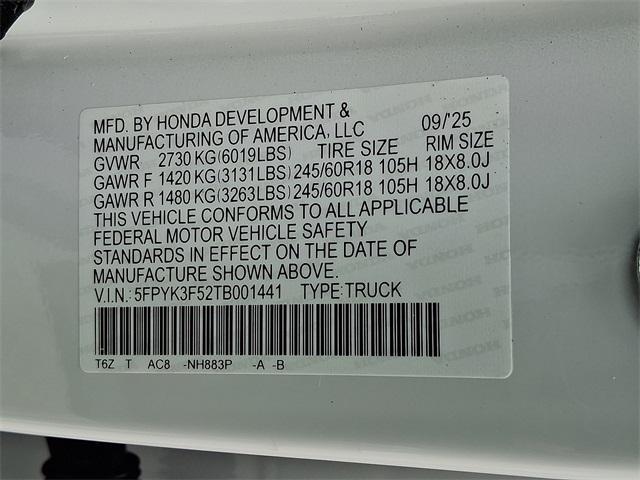 MFD. BY HONDA DEVELOPMENT &
MANUFACTURING OF AMERICA, LLC 09/'25
GVWR 2730 KG(6019LBS) TIRE SIZE RIM SIZE
GAWR F 1420 KG(3131LBS) 245/60R18 105H 18X8.0J
GAWR R 1480 KG(3263LBS) 245/60R18 105H 18X8.0J
THIS VEHICLE CONFORMS TO ALL APPLICABLE
FEDERAL MOTOR VEHICLE SAFETY
STANDARDS IN EFFECT ON THE DATE OF
MANUFACTURE SHOWN ABOVE.
V.I.N.: 5FPYK3F52TB001441 TYPE: TRUCK
T6Z T AC8 -NH883P -A -B